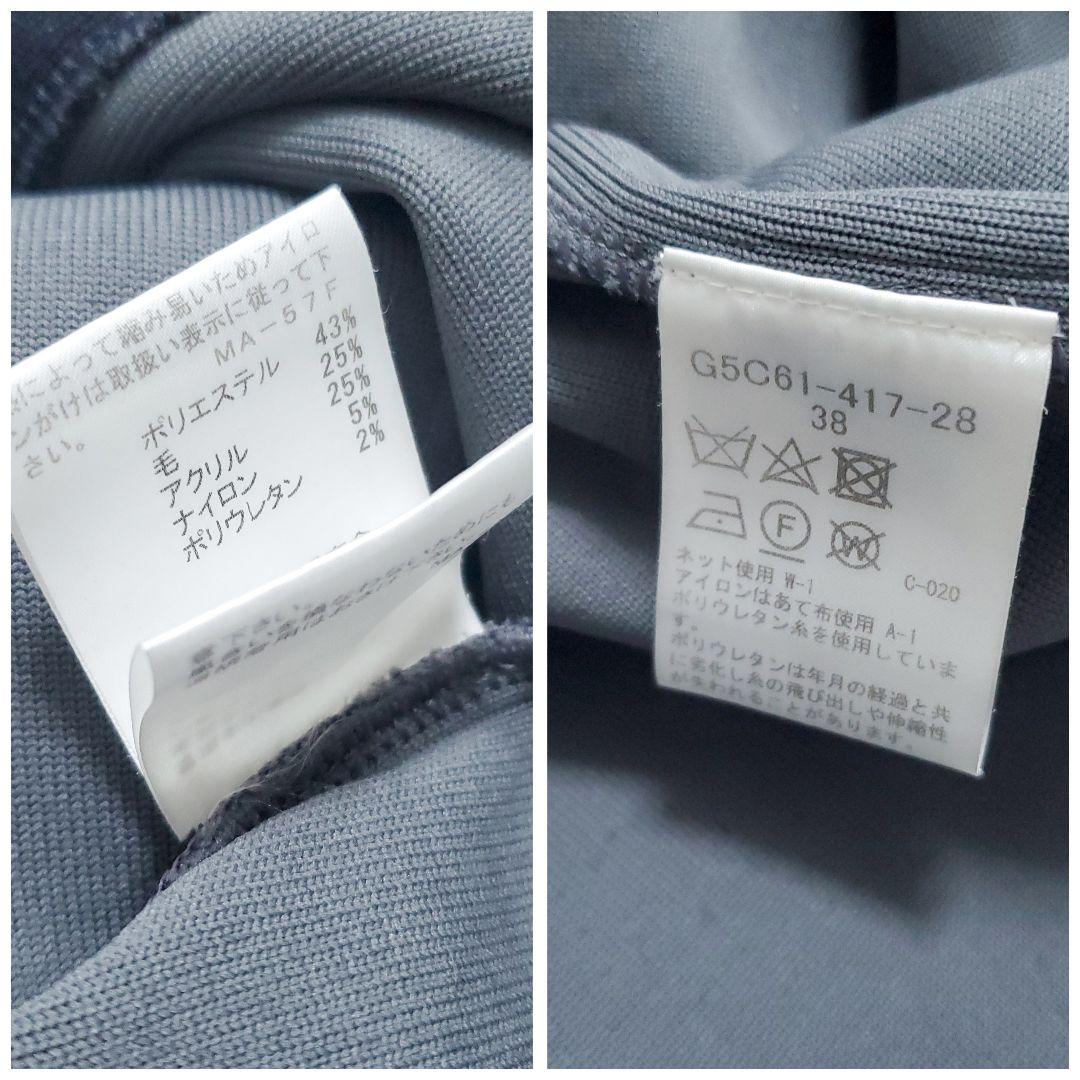 によって縮み易いためアイロ
ンがけは取扱い表示に従って下
さい。
MA-57F
ポリエステル 43%
毛 25%
アクリル 25%
ナイロン 5%
ポリウレタン 2%
G5C61-417-28
38
F
W
ネット使用 W-1 C-020
アイロンはあて布使用 A-1
ポリウレタン糸を使用していま
す。
ポリウレタンは年月の経過と共
に劣化し糸の飛び出しや伸縮性
が失われることがあります。